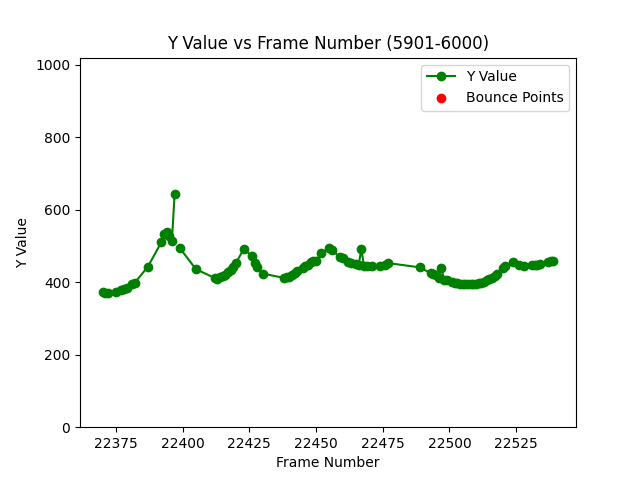 Y Value vs Frame Number (5901-6000)
Y Value
Bounce Points
1000
800
600
400
200
0
Y Value
22375 22400 22425 22450 22475 22500 22525
Frame Number